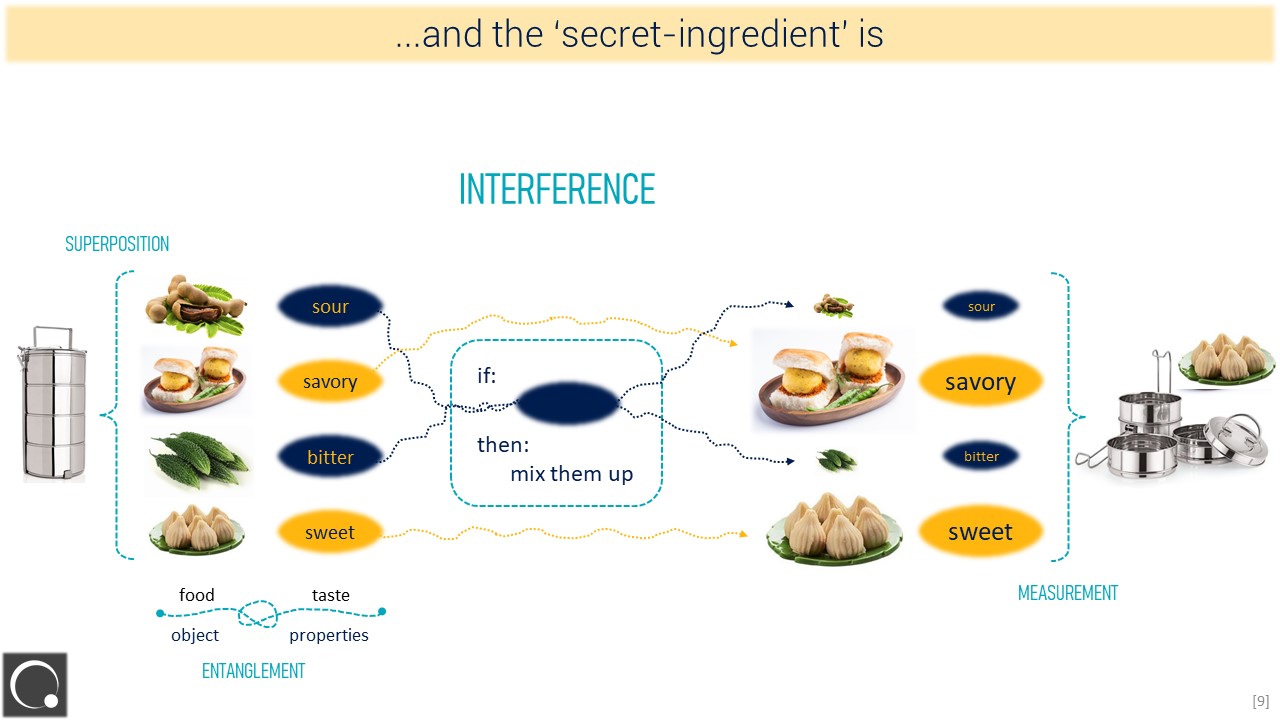 ...and the ‘secret-ingredient’ is
INTERFERENCE
SUPERPOSITION
sour
savory
bitter
sweet
if:
then:
mix them up
sour
savory
bitter
sweet
food taste
object properties
ENTANGLEMENT
MEASUREMENT
[9]